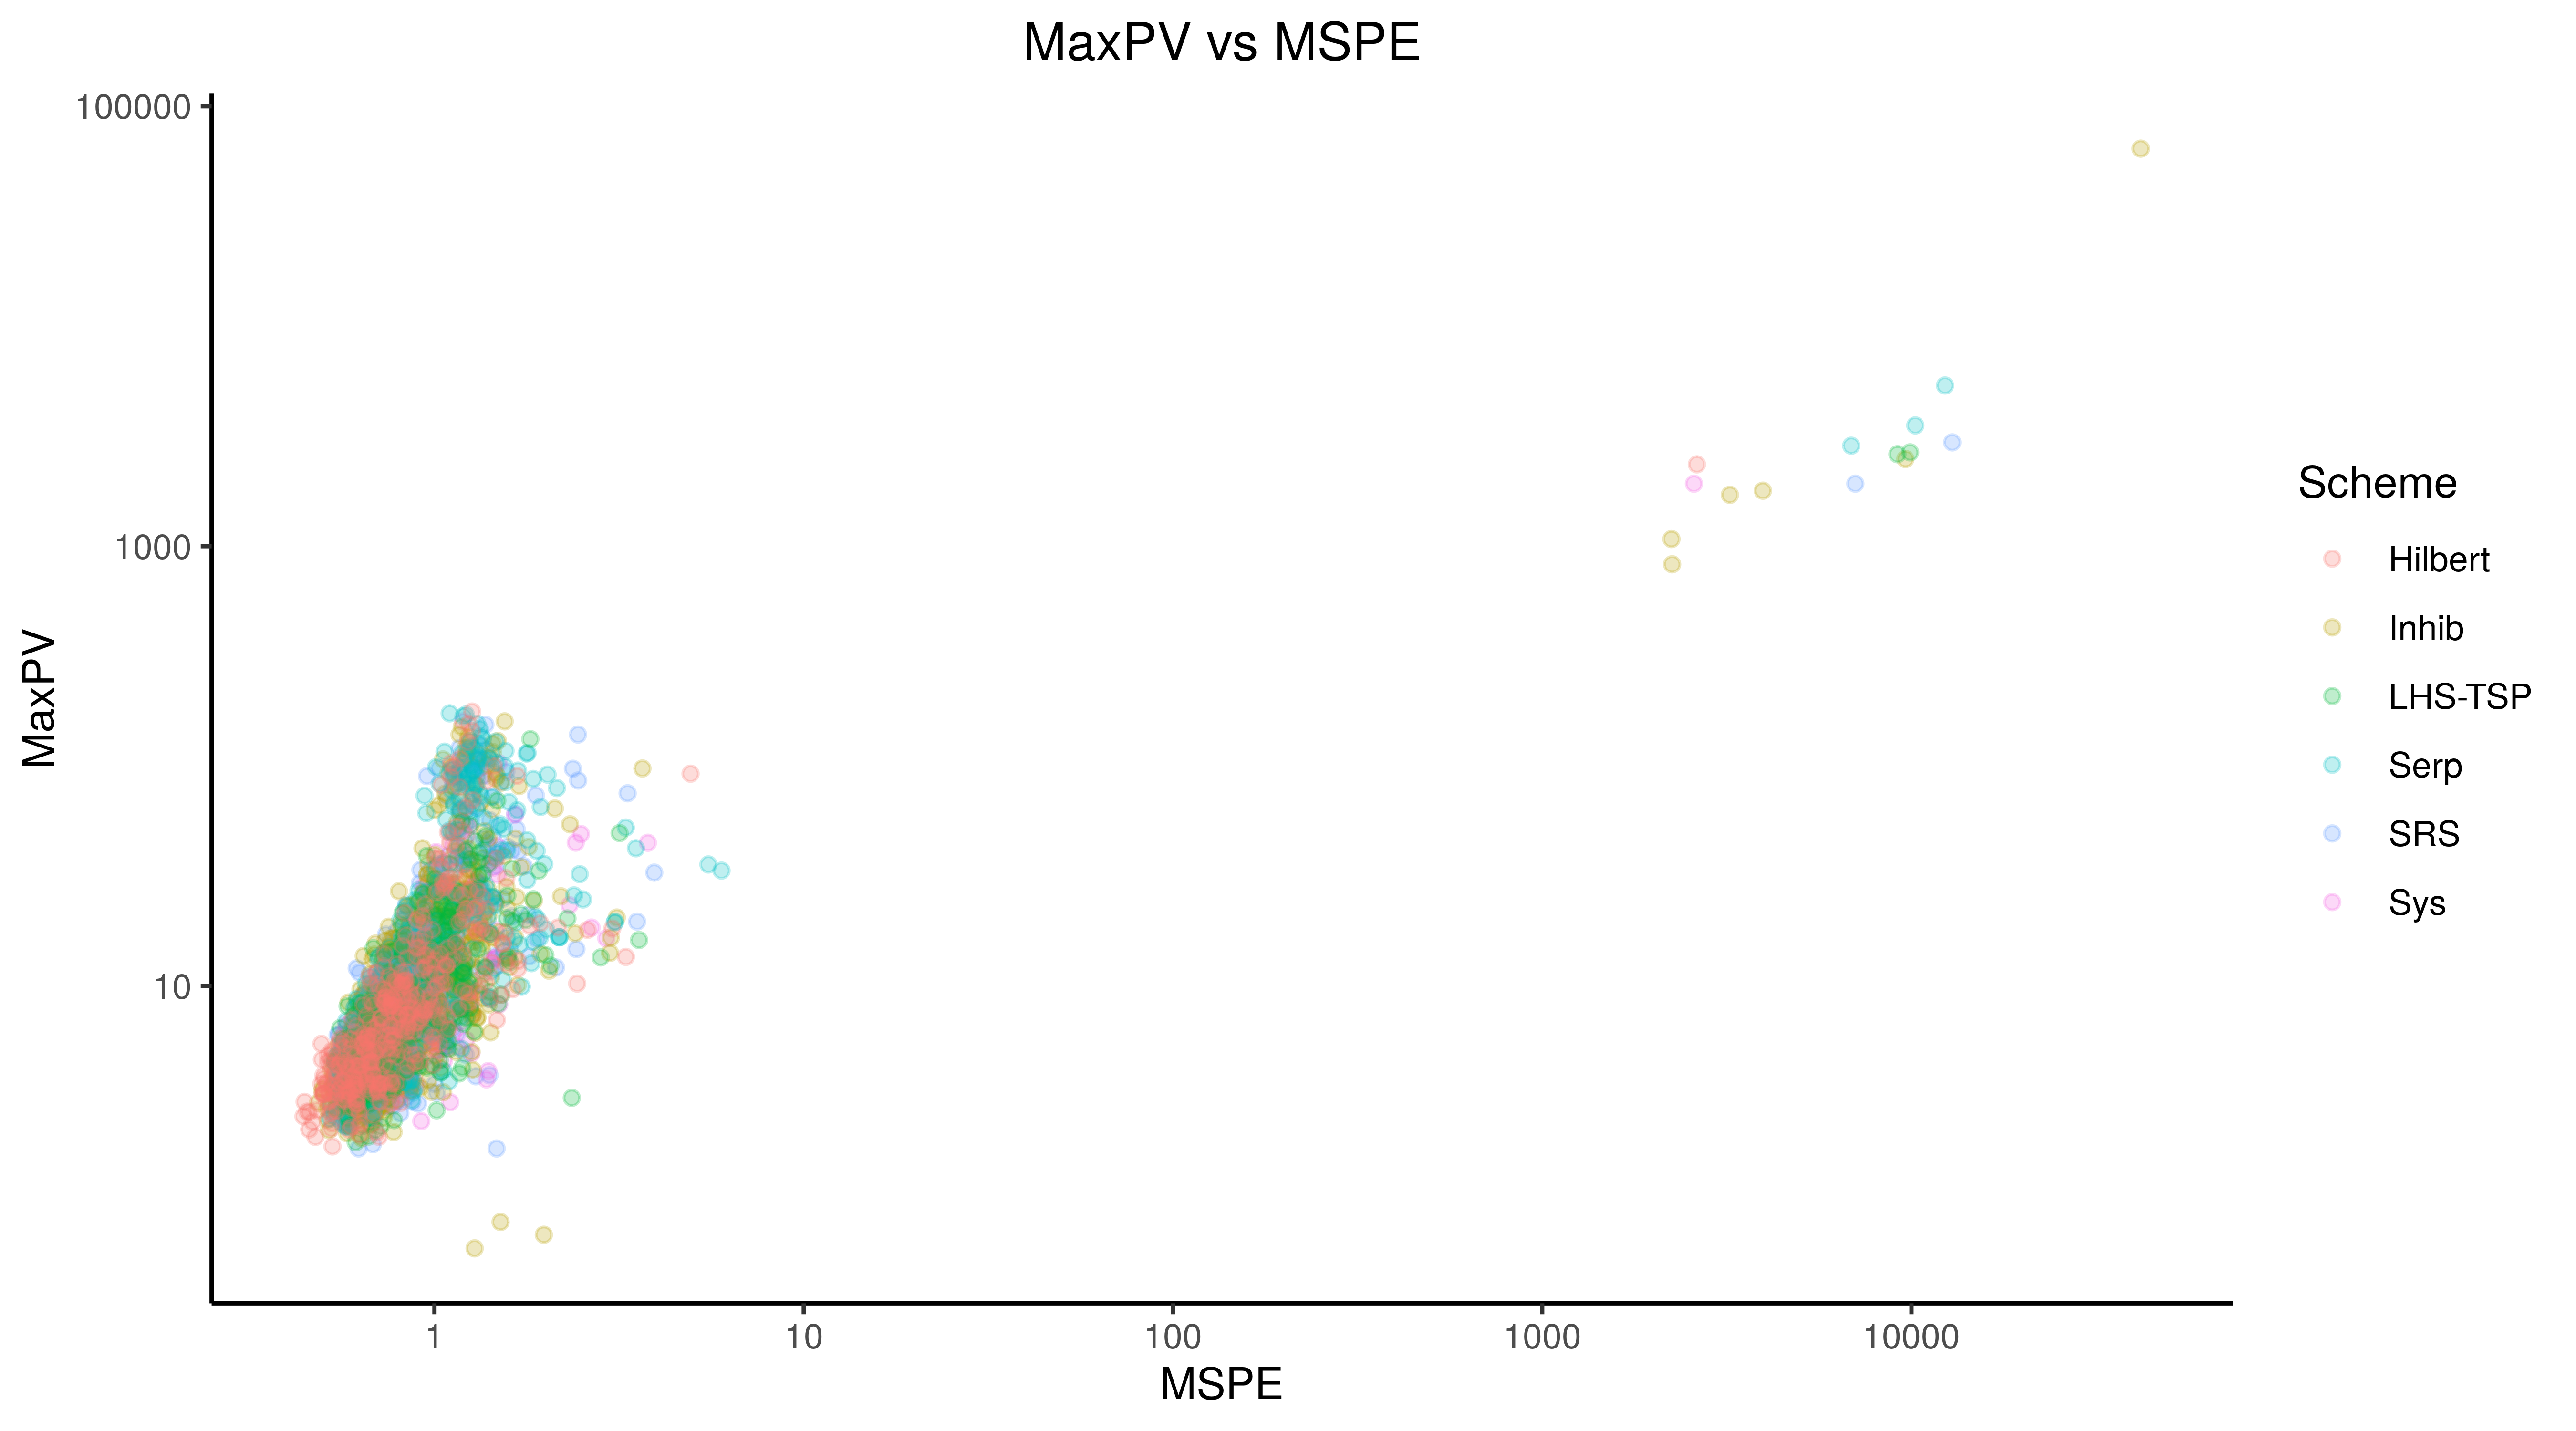 MaxPV vs MSPE
100000
1000
10
MaxPV
1
10
100
1000
10000
MSPE
Scheme
Hilbert
Inhib
LHS-TSP
Serp
SRS
Sys